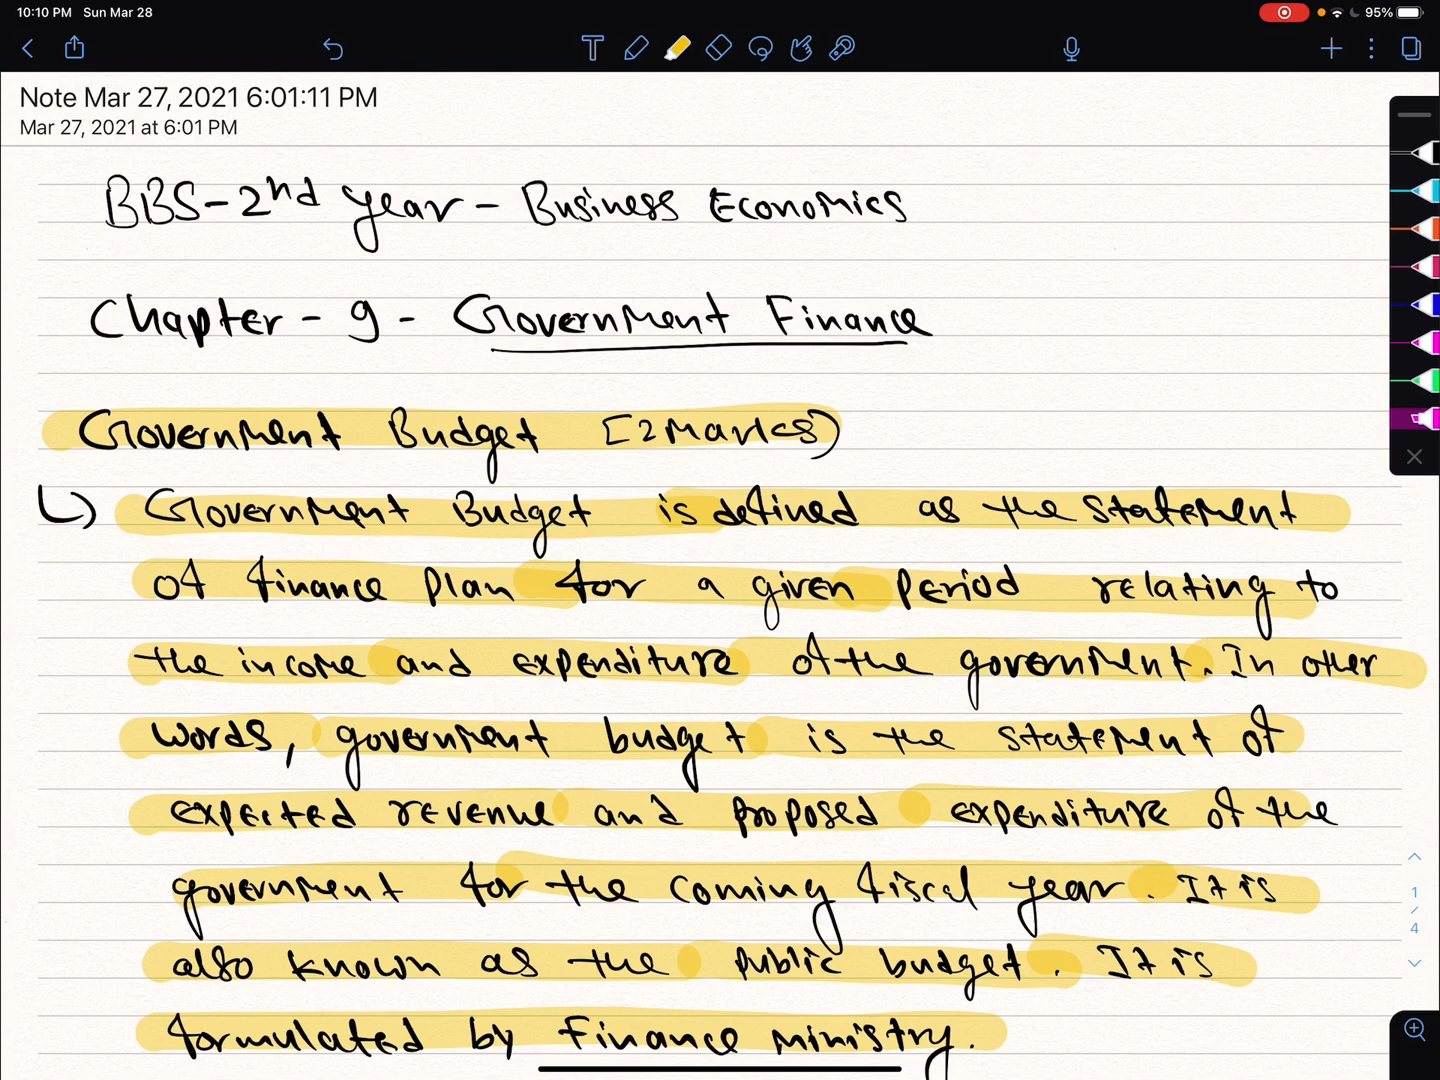 10:10 PM Sun Mar 28
95%
Note Mar 27, 2021 6:01:11 PM
Mar 27, 2021 at 6:01 PM
BBS-2nd Year - Business Economics
Chapter - 9 - Government Finance
Government Budget [2 Marks)
Government Budget is defined as the statement
of finance plan for a given period relating to
the income and expenditure of the government. In other
words, government budget is the statement of
expected revenue and proposed expenditure of the
government for the coming fiscal year. It is
also known as the public budget. It is
formulated by Finance ministry.
1
/
4